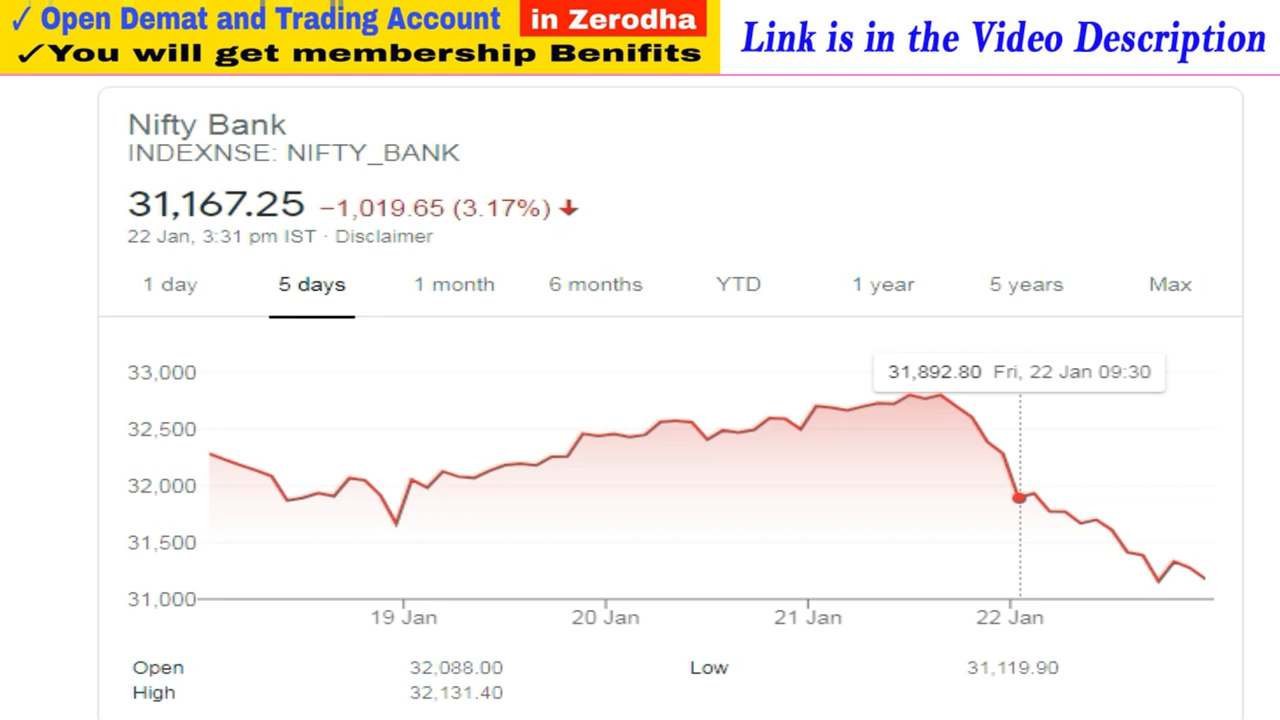 ✓ Open Demat and Trading Account in Zerodha
✓You will get membership Benifits
Link is in the Video Description
Nifty Bank
INDEXNSE: NIFTY_BANK
31,167.25 −1,019.65 (3.17%) ↓
22 Jan, 3:31 pm IST · Disclaimer
1 day 5 days 1 month 6 months YTD 1 year 5 years Max
31,892.80 Fri, 22 Jan 09:30
33,000
32,500
32,000
31,500
31,000
19 Jan 20 Jan 21 Jan 22 Jan
Open 32,088.00 Low 31,119.90
High 32,131.40